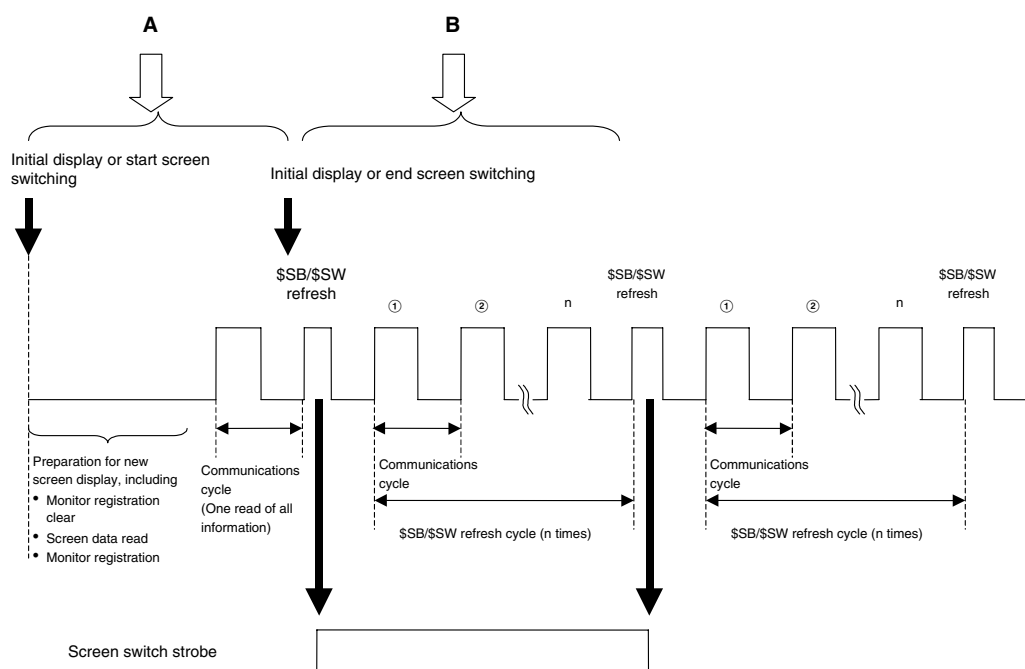 A
B
Initial display or start screen
switching
Initial display or end screen switching
$SB/$SW
refresh
①
②
n
$SB/$SW
refresh
①
②
n
$SB/$SW
refresh
Preparation for new
screen display, including
• Monitor registration
clear
• Screen data read
• Monitor registration
Communications
cycle
(One read of all
information)
Communications
cycle
$SB/$SW refresh cycle (n times)
Communications
cycle
$SB/$SW refresh cycle (n times)
Screen switch strobe